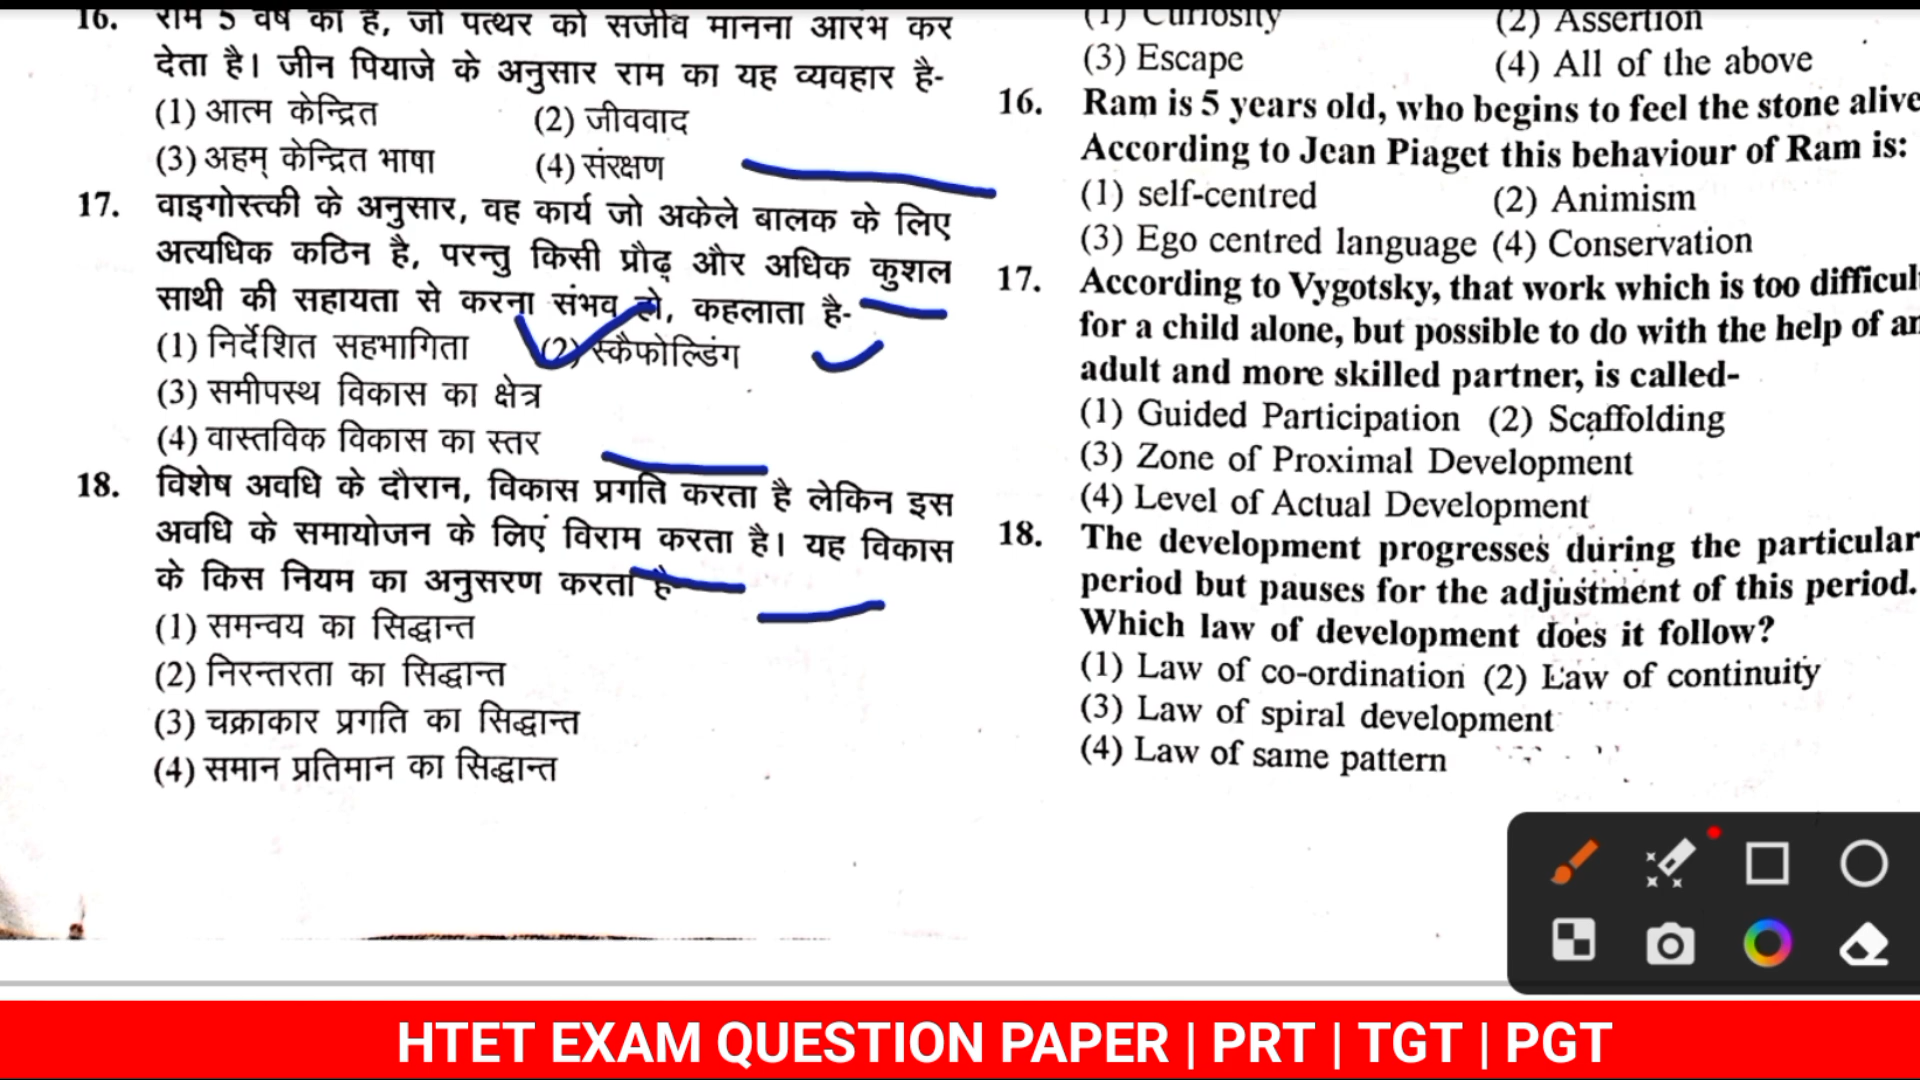 16. राम 5 वर्ष का है, जो पत्थर को सजीव मानना आरंभ कर
देता है। जीन पियाजे के अनुसार राम का यह व्यवहार है-
(1) आत्म केन्द्रित (2) जीववाद
(3) अहम् केन्द्रित भाषा (4) संरक्षण
17. वाइगोत्स्की के अनुसार, वह कार्य जो अकेले बालक के लिए
अत्यधिक कठिन है, परन्तु किसी प्रौढ़ और अधिक कुशल
साथी की सहायता से करना संभव हो, कहलाता है-
(1) निर्देशित सहभागिता (2) स्कैफोल्डिंग
(3) समीपस्थ विकास का क्षेत्र
(4) वास्तविक विकास का स्तर
18. विशेष अवधि के दौरान, विकास प्रगति करता है लेकिन इस
अवधि के समायोजन के लिएं विराम करता है। यह विकास
के किस नियम का अनुसरण करता है-
(1) समन्वय का सिद्धान्त
(2) निरन्तरता का सिद्धान्त
(3) चक्राकार प्रगति का सिद्धान्त
(4) समान प्रतिमान का सिद्धान्त
(1) Curiosity (2) Assertion
(3) Escape (4) All of the above
16. Ram is 5 years old, who begins to feel the stone alive
According to Jean Piaget this behaviour of Ram is:
(1) self-centred (2) Animism
(3) Ego centred language (4) Conservation
17. According to Vygotsky, that work which is too difficul
for a child alone, but possible to do with the help of an
adult and more skilled partner, is called-
(1) Guided Participation (2) Scaffolding
(3) Zone of Proximal Development
(4) Level of Actual Development
18. The development progresses during the particular
period but pauses for the adjustment of this period.
Which law of development does it follow?
(1) Law of co-ordination (2) Law of continuity
(3) Law of spiral development
(4) Law of same pattern
HTET EXAM QUESTION PAPER | PRT | TGT | PGT